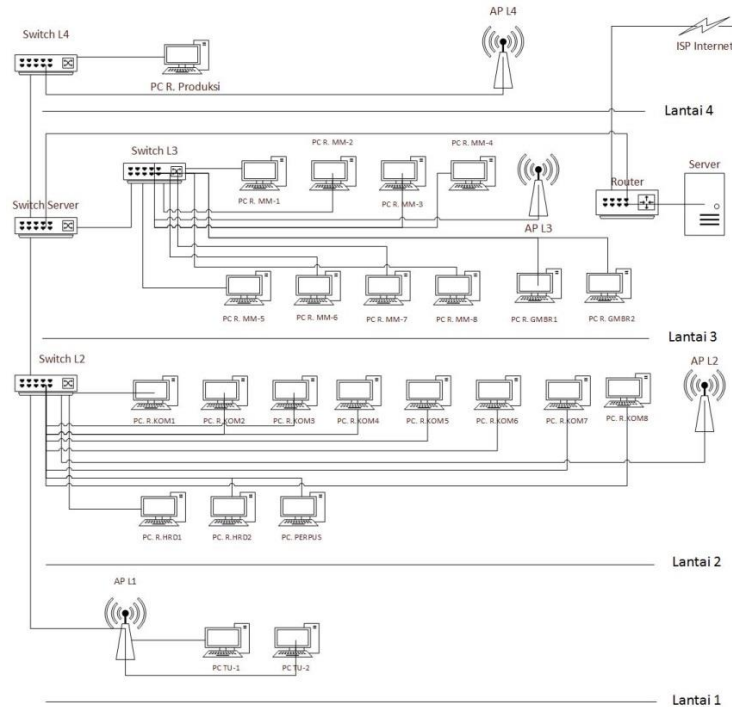 AP L4
Switch L4
ISP Internet
PC R. Produksi
Lantai 4
PC R. MM-2
PC R. MM-4
Switch L3
Server
Router
PC R. MM-1
PC R. MM-3
Switch Server
AP L3
PC R. MM-5
PC R. MM-6
PC R. MM-7
PC R. MM-8
PC R. GMBR1
PC R. GMBR2
Lantai 3
Switch L2
AP L2
PC. R.KOM1
PC. R.KOM2
PC. R.KOM3
PC. R.KOM4
PC. R.KOM5
PC. R.KOM6
PC. R.KOM7
PC. R.KOM8
PC. R.HRD1
PC. R.HRD2
PC. PERPUS
Lantai 2
AP L1
PC TU-1
PC TU-2
Lantai 1